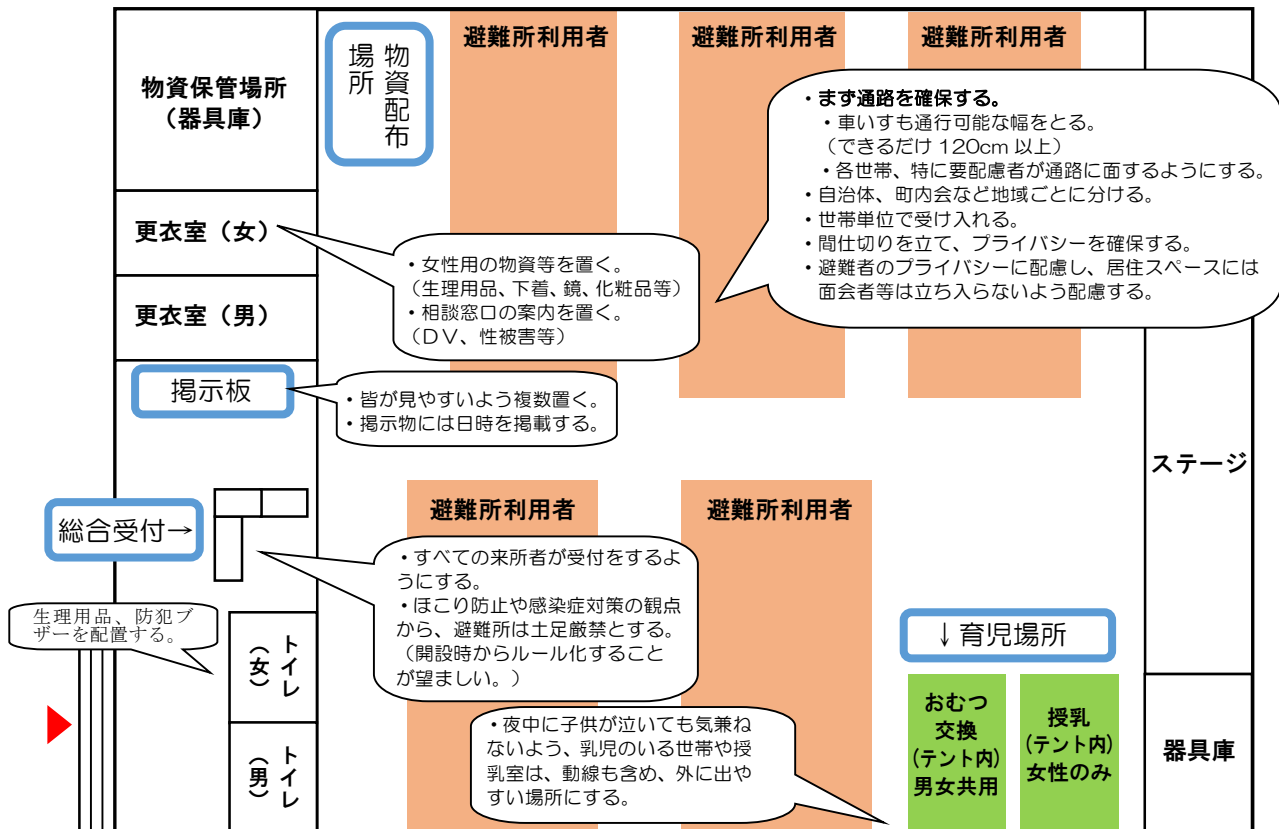 物資保管場所
（器具庫）
物資配布
場所
避難所利用者
避難所利用者
避難所利用者
・まず通路を確保する。
・車いすも通行可能な幅をとる。
（できるだけ 120cm 以上）
・各世帯、特に要配慮者が通路に面するようにする。
・自治体、町内会など地域ごとに分ける。
・世帯単位で受け入れる。
・間仕切りを立て、プライバシーを確保する。
・避難者のプライバシーに配慮し、居住スペースには
面会者等は立ち入らないよう配慮する。
更衣室（女）
・女性用の物資等を置く。
（生理用品、下着、鏡、化粧品等）
・相談窓口の案内を置く。
（ＤＶ、性被害等）
更衣室（男）
掲示板
・皆が見やすいよう複数置く。
・掲示物には日時を掲載する。
ステージ
総合受付→
避難所利用者
避難所利用者
・すべての来所者が受付をするよ
うにする。
・ほこり防止や感染症対策の観点
から、避難所は土足厳禁とする。
（開設時からルール化すること
が望ましい。）
生理用品、防犯ブ
ザーを配置する。
トイレ
（女）
↓育児場所
おむつ
交換
(テント内)
男女共用
授乳
(テント内)
女性のみ
器具庫
・夜中に子供が泣いても気兼ね
ないよう、乳児のいる世帯や授
乳室は、動線も含め、外に出や
すい場所にする。
トイレ
（男）